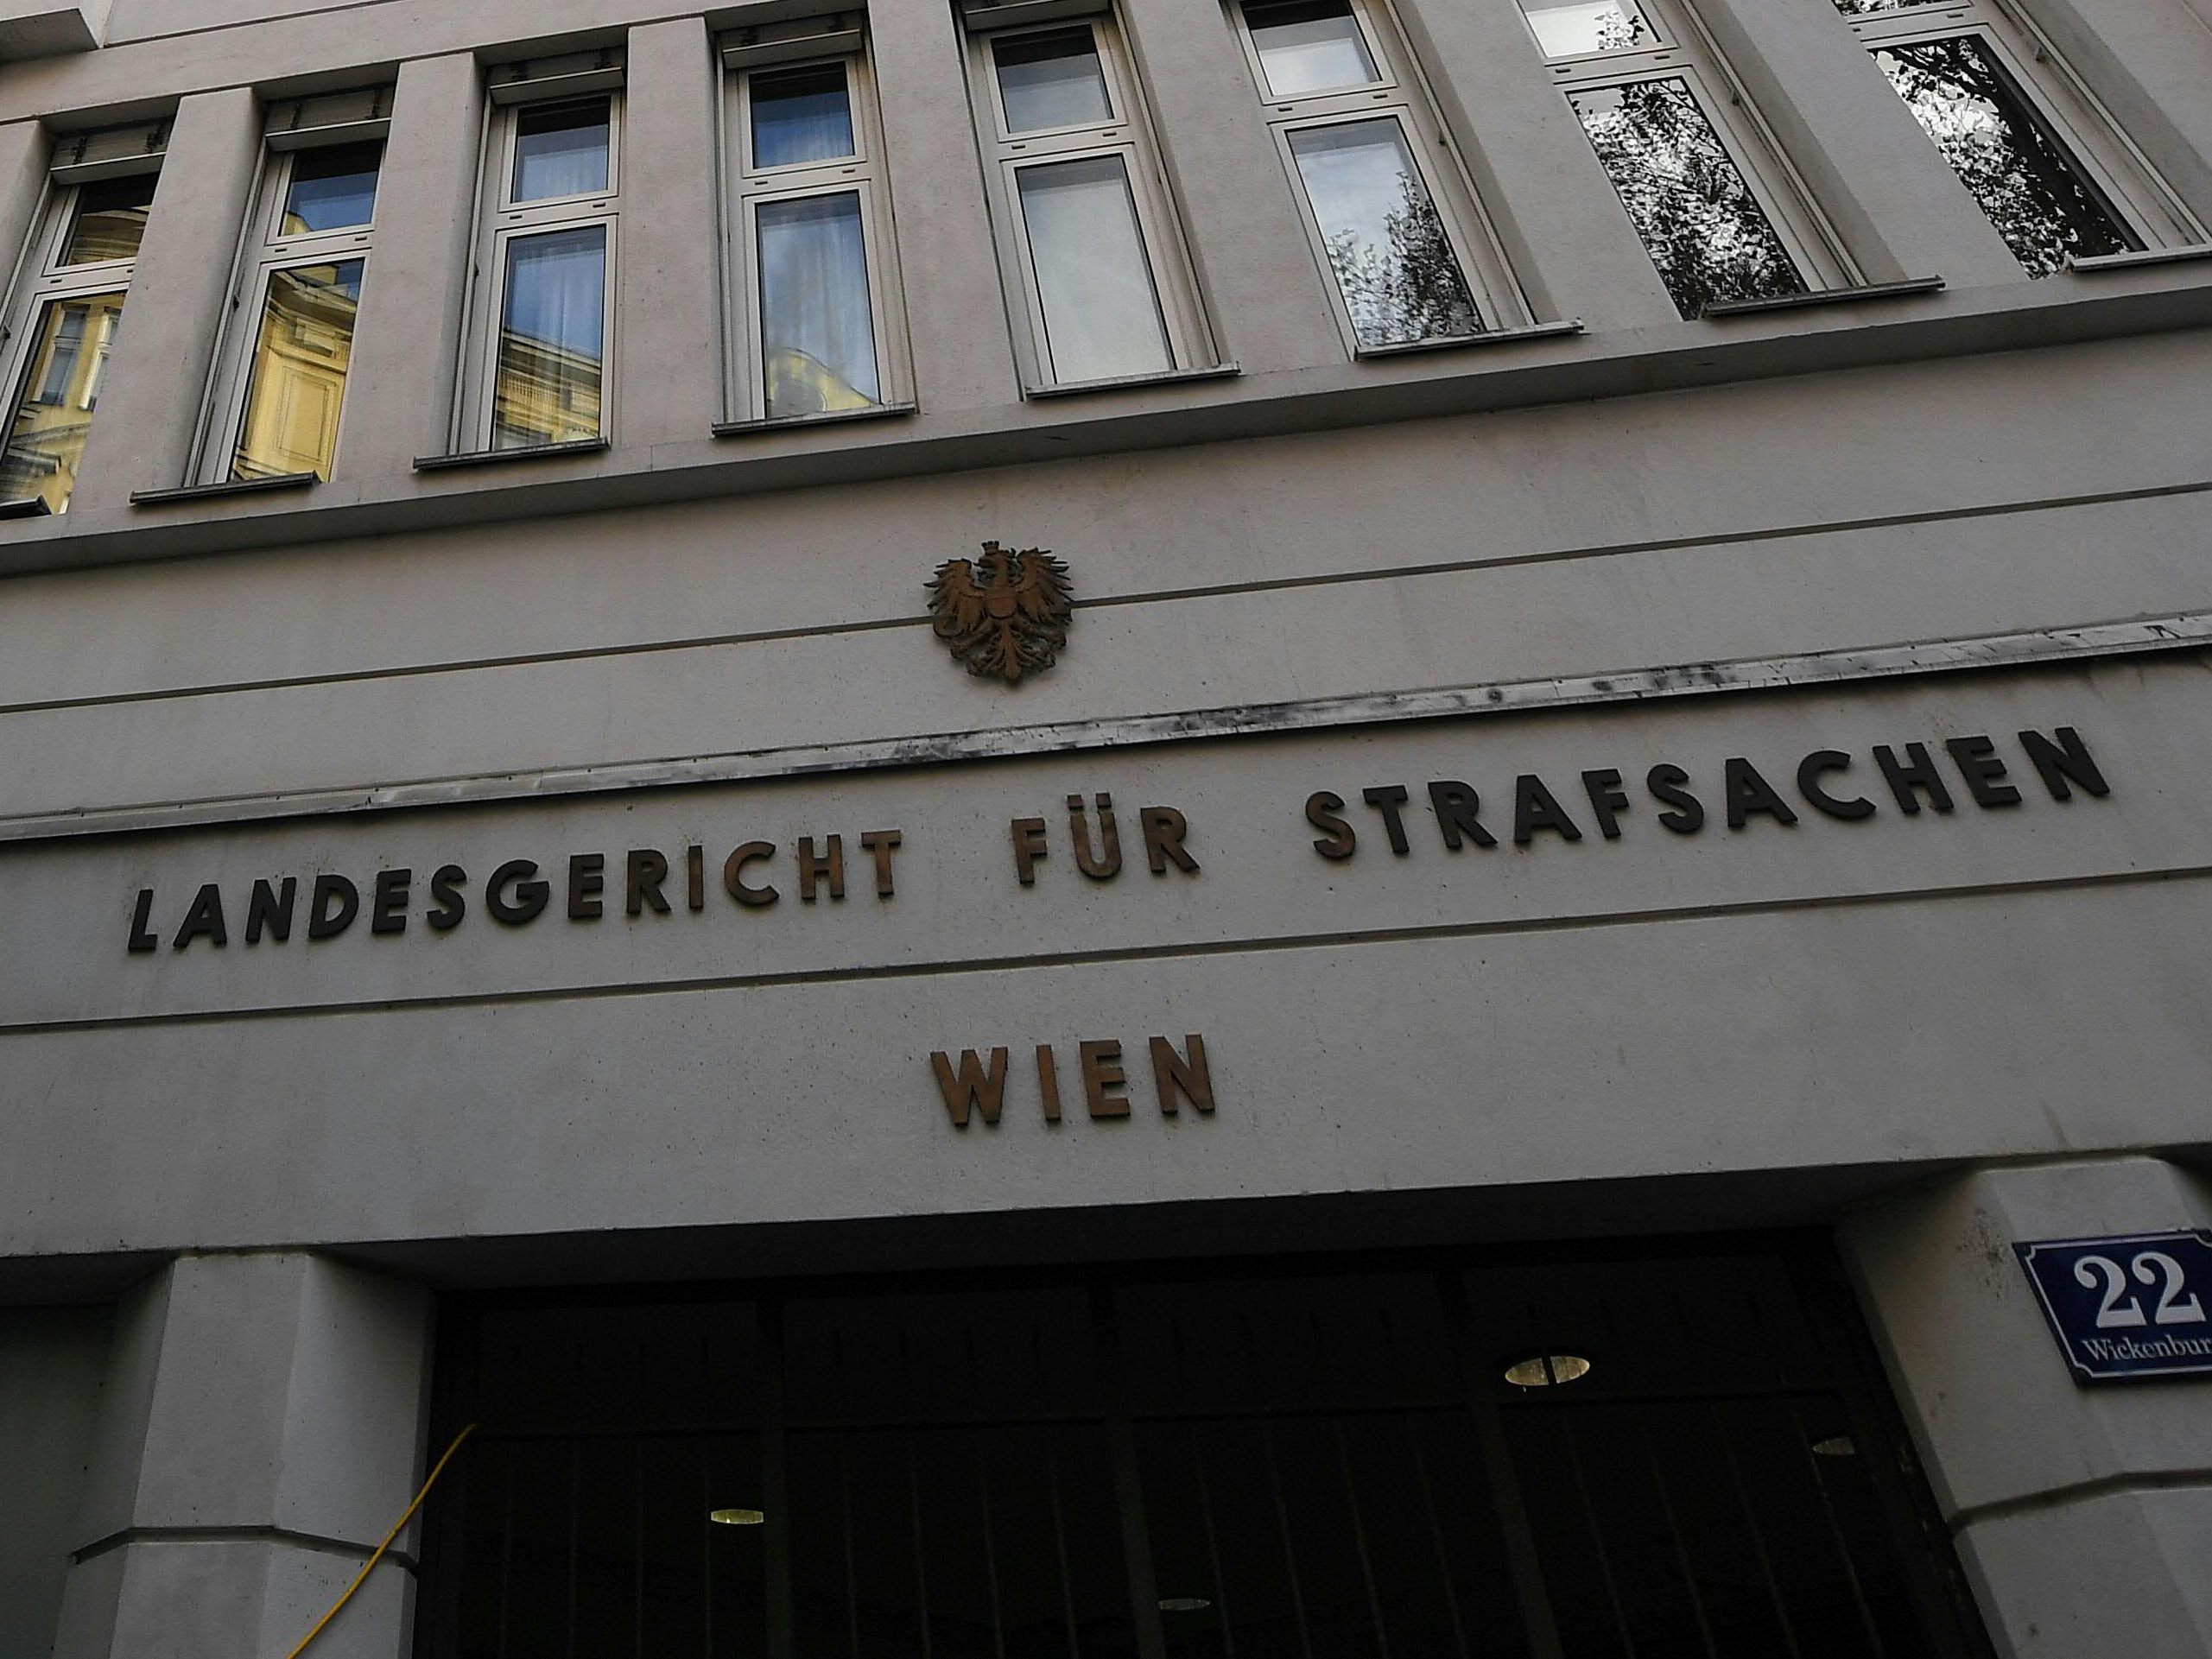 LANDESGERICHT FÜR STRAFSACHEN
WIEN
22